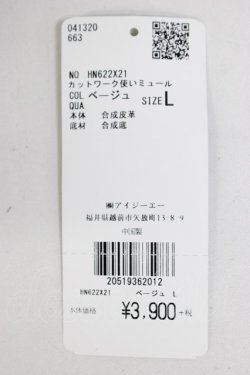 041320
663
NO HN622X21
カットワーク使いミュール
COL ベージュ SIZE L
QUA
本体 合成皮革
底材 合成底
㈱アイジーエー
福井県越前市矢放町13-8-9
中国製
20519362012
HN622X21 ベージュ L
本体価格 ¥3,900 +税